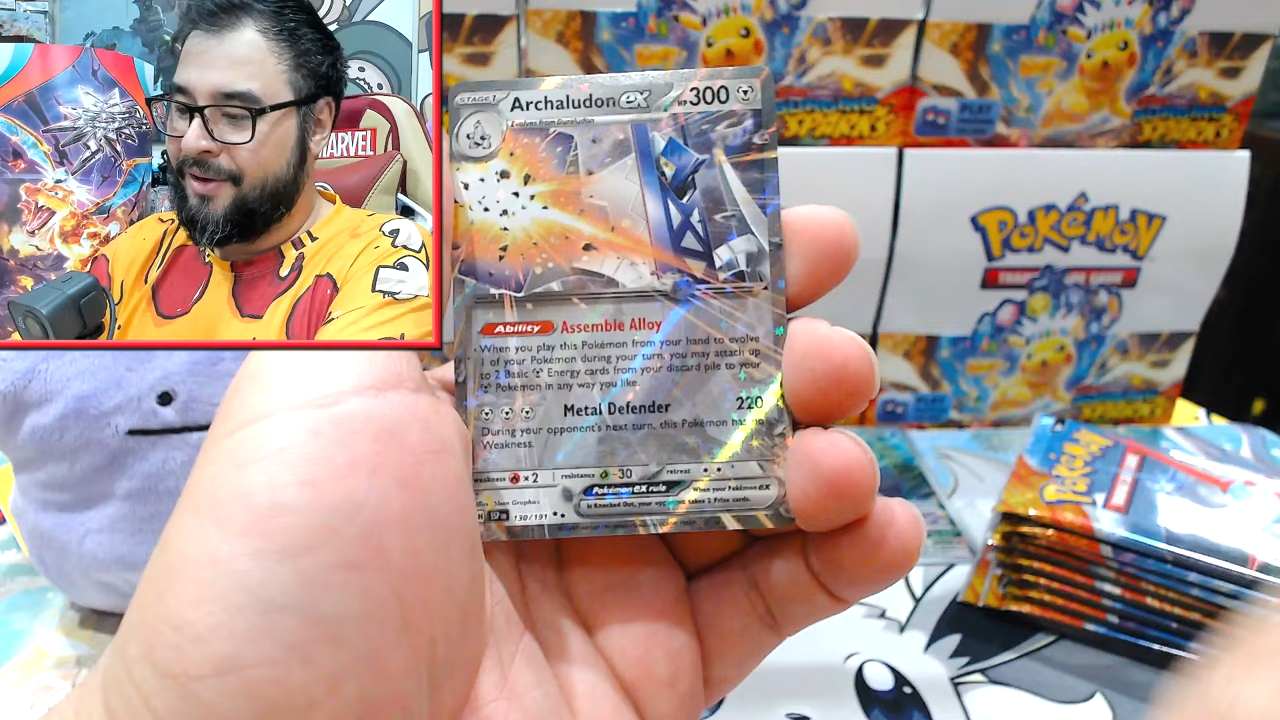 MARVEL
STAGE 1
Archaludon ex
HP 300
Evolves from Duraludon
Ability Assemble Alloy
When you play this Pokémon from your hand to evolve
1 of your Pokémon during your turn, you may attach up
to 2 Basic Energy cards from your discard pile to your
Pokémon in any way you like.
Metal Defender 220
During your opponent's next turn, this Pokémon has no
Weakness.
weakness ×2 resistance -30 retreat
Pokémon ex rule
When your Pokémon ex
is Knocked Out, your opponent takes 2 Prize cards.
H SSP EN 130/191
SPARKS
PLAY
SURGING
SPARKS
POKÉMON
POKÉMON